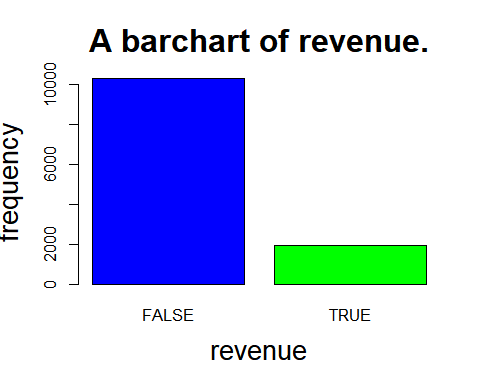 A barchart of revenue.
frequency
10000
6000
2000
0
FALSE TRUE
revenue